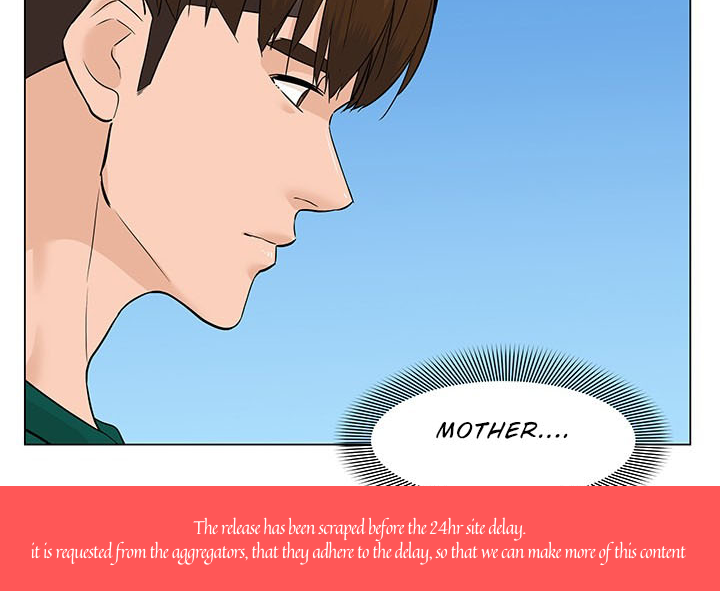 MOTHER....
The release has been scraped before the 24hr site delay.
it is requested from the aggregators, that they adhere to the delay, so that we can make more of this content